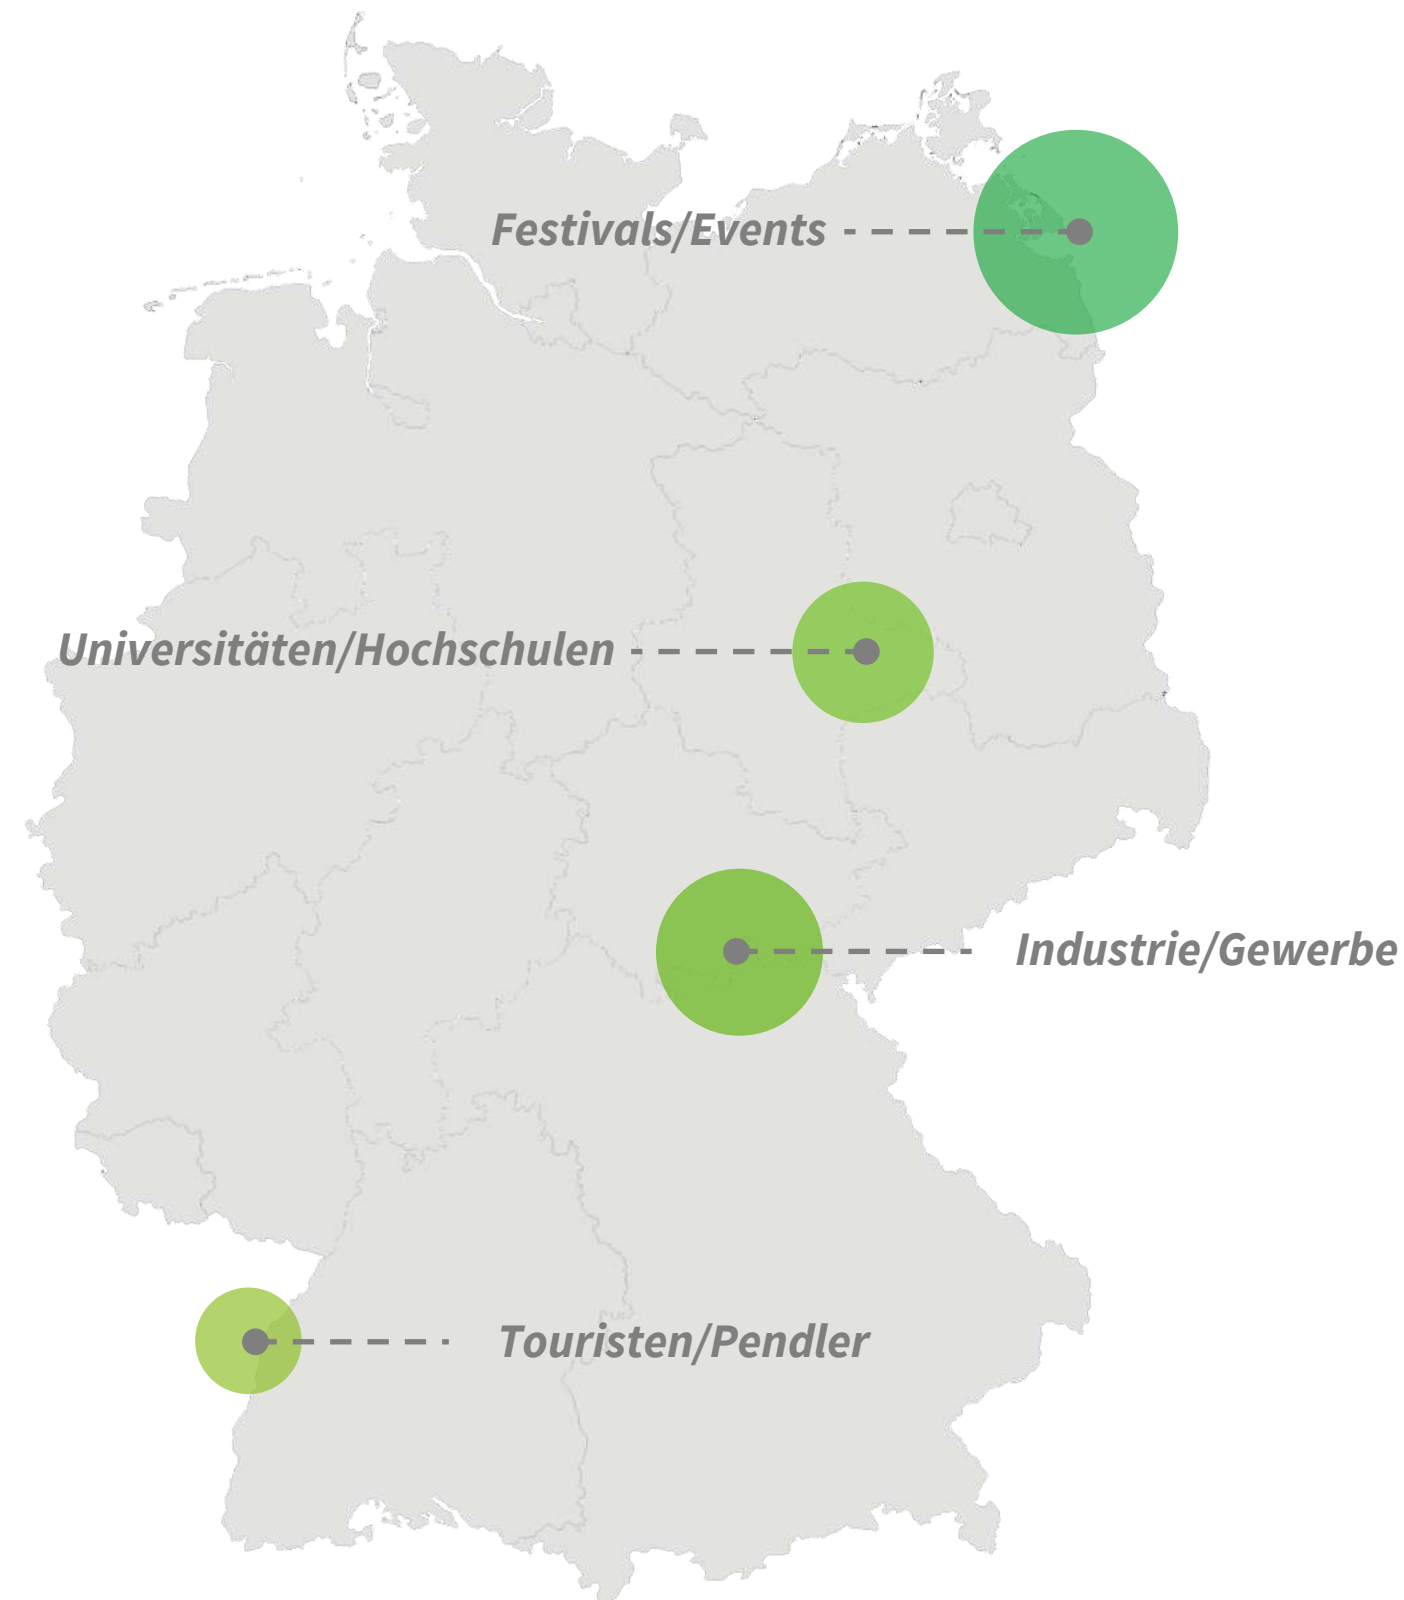 Festivals/Events
Universitäten/Hochschulen
Industrie/Gewerbe
Touristen/Pendler